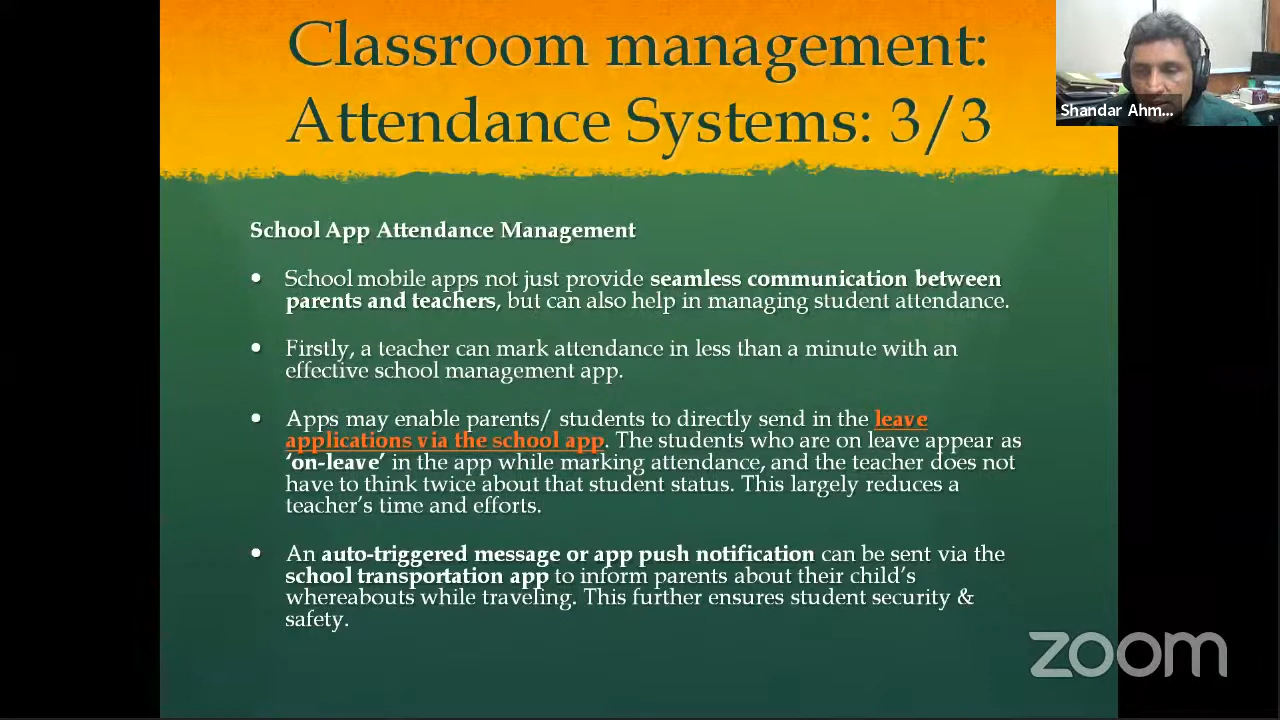 Classroom management:
Attendance Systems: 3/3
Shandar Ahm...
School App Attendance Management
• School mobile apps not just provide seamless communication between
parents and teachers, but can also help in managing student attendance.
• Firstly, a teacher can mark attendance in less than a minute with an
effective school management app.
• Apps may enable parents/ students to directly send in the leave
applications via the school app. The students who are on leave appear as
‘on-leave’ in the app while marking attendance, and the teacher does not
have to think twice about that student status. This largely reduces a
teacher’s time and efforts.
• An auto-triggered message or app push notification can be sent via the
school transportation app to inform parents about their child’s
whereabouts while traveling. This further ensures student security &
safety.
zoom